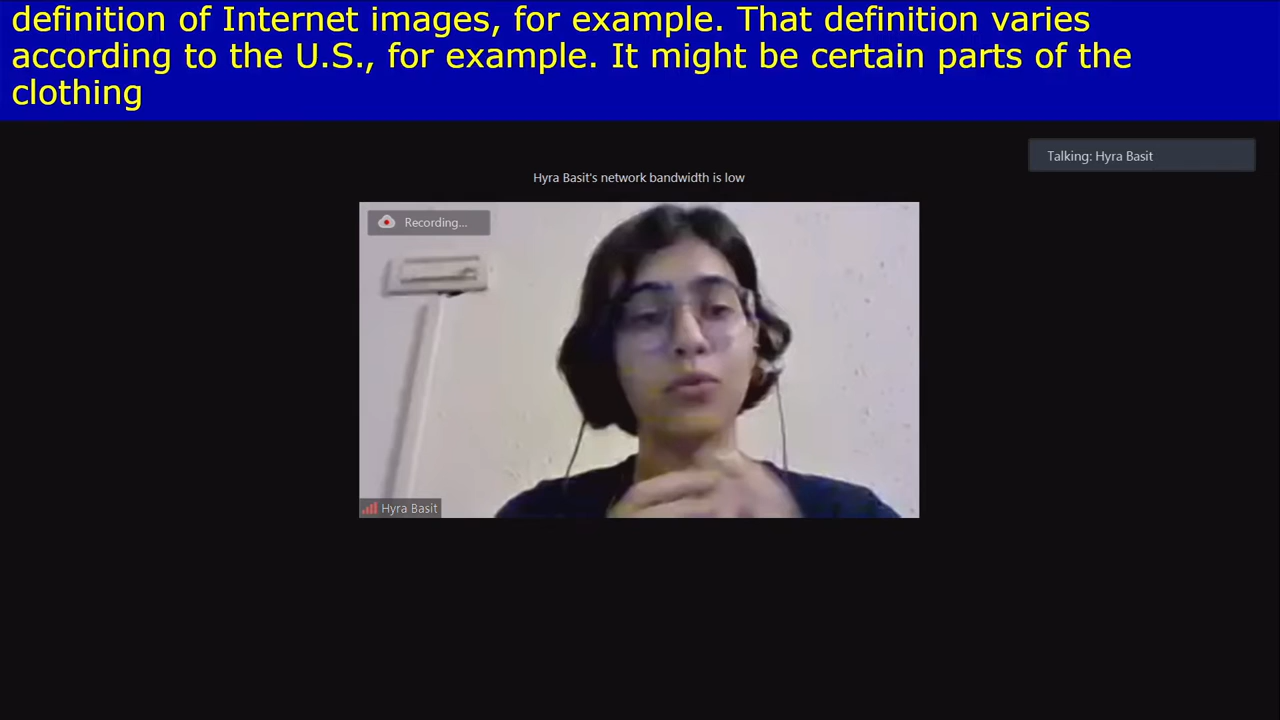 definition of Internet images, for example. That definition varies
according to the U.S., for example. It might be certain parts of the
clothing
Talking: Hyra Basit
Hyra Basit's network bandwidth is low
Recording...
Hyra Basit